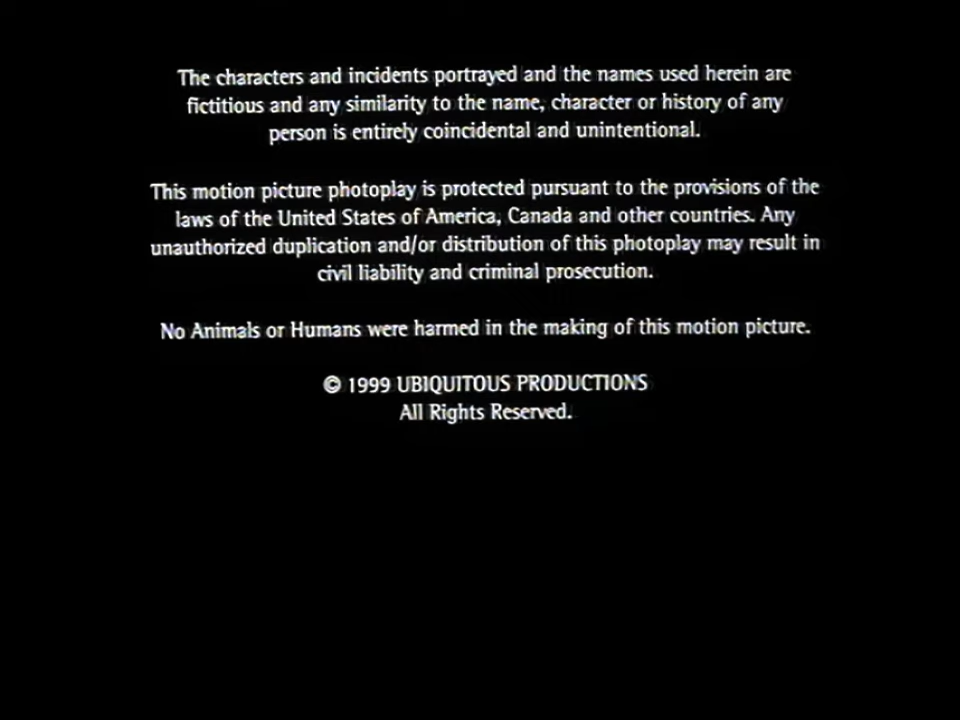 The characters and incidents portrayed and the names used herein are
fictitious and any similarity to the name, character or history of any
person is entirely coincidental and unintentional.
This motion picture photoplay is protected pursuant to the provisions of the
laws of the United States of America, Canada and other countries. Any
unauthorized duplication and/or distribution of this photoplay may result in
civil liability and criminal prosecution.
No Animals or Humans were harmed in the making of this motion picture.
© 1999 UBIQUITOUS PRODUCTIONS
All Rights Reserved.